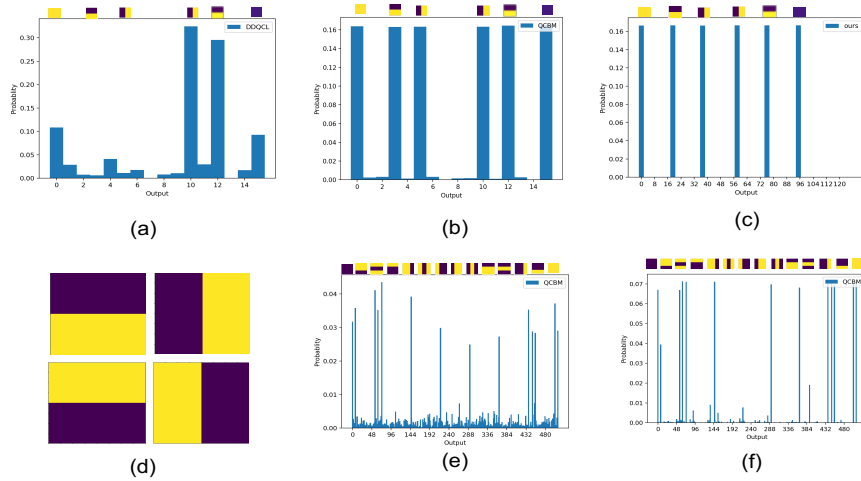 DDQCL
Probablity
0.30
0.25
0.20
0.15
0.10
0.05
0.00
0 2 4 6 8 10 12 14
Output
(a)
QCBM
Probablity
0.16
0.14
0.12
0.10
0.08
0.06
0.04
0.02
0.00
0 2 4 6 8 10 12 14
Output
(b)
ours
Probablity
0.16
0.14
0.12
0.10
0.08
0.06
0.04
0.02
0.00
0 8 16 24 32 40 48 56 64 72 80 88 96 104 112 120
Output
(c)
(d)
QCBM
Probablity
0.04
0.03
0.02
0.01
0.00
0 48 96 144 192 240 288 336 384 432 480
Output
(e)
QCBM
Probablity
0.07
0.06
0.05
0.04
0.03
0.02
0.01
0.00
0 48 96 144 192 240 288 336 384 432 480
Output
(f)